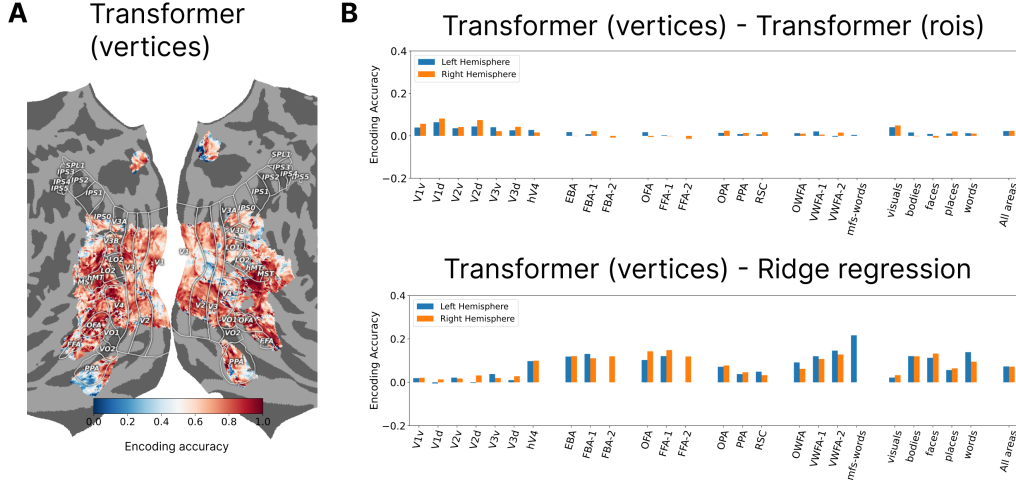 A
Transformer
(vertices)
SPL1
IPS3
IPS4
IPS2
IPS5
IPS1
IPS0
V3A
V3B
LO2
LO2
hMT
MST
V3
V1
V4
V2
OFA
VO1
FFA
VO2
PPA
SPL1
IPS3
IPS2
IPS4
IPS5
IPS1
V3A
IPS0
V3B
LO1
LO2
hMT
MST
V1
V4
V2
V3
VO1
OFA
VO2
FFA
PPA
0.0
0.2
0.4
0.6
0.8
1.0
Encoding accuracy
B
Transformer (vertices) - Transformer (rois)
Encoding Accuracy
0.4
0.2
0.0
−0.2
Left Hemisphere
Right Hemisphere
V1v
V1d
V2v
V2d
V3v
V3d
hV4
EBA
FBA-1
FBA-2
OFA
FFA-1
FFA-2
OPA
PPA
RSC
OWFA
VWFA-1
VWFA-2
mfs-words
visuals
bodies
faces
places
words
All areas
Transformer (vertices) - Ridge regression
Encoding Accuracy
0.4
0.2
0.0
−0.2
Left Hemisphere
Right Hemisphere
V1v
V1d
V2v
V2d
V3v
V3d
hV4
EBA
FBA-1
FBA-2
OFA
FFA-1
FFA-2
OPA
PPA
RSC
OWFA
VWFA-1
VWFA-2
mfs-words
visuals
bodies
faces
places
words
All areas